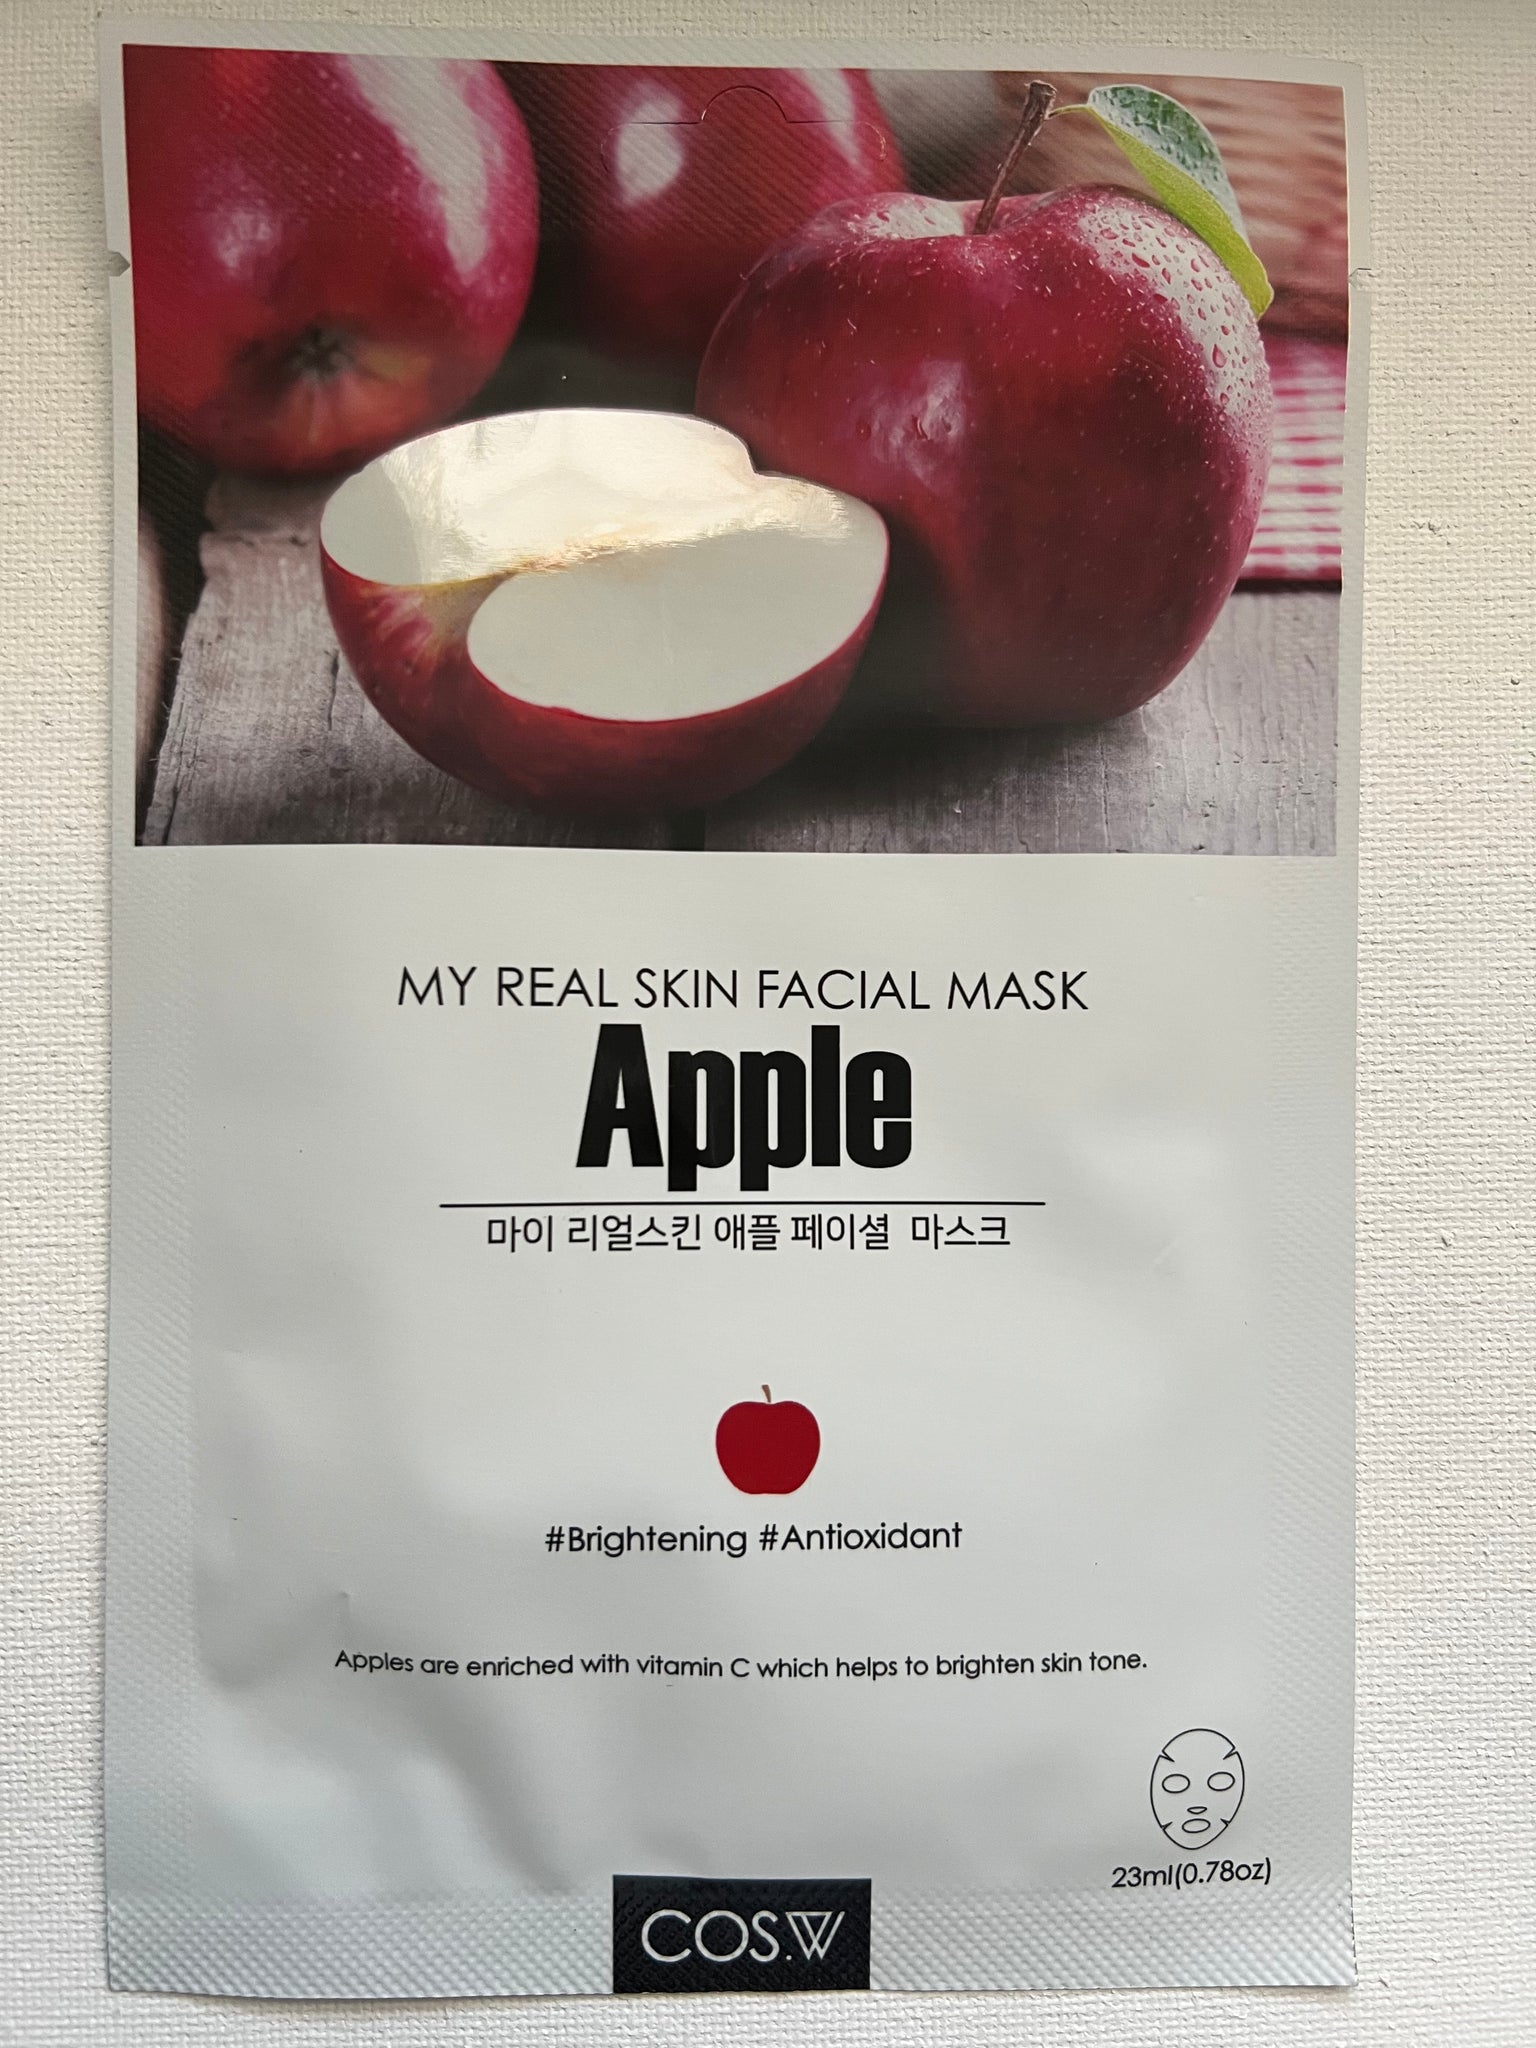 MY REAL SKIN FACIAL MASK
Apple
마이 리얼스킨 애플 페이셜 마스크
#Brightening #Antioxidant
Apples are enriched with vitamin C which helps to brighten skin tone.
23ml(0.78oz)
COS.W